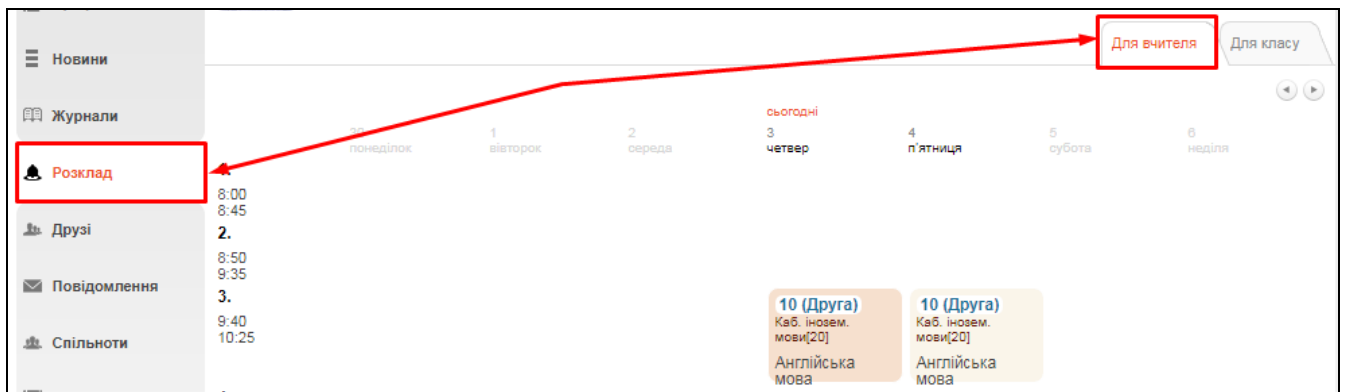 Для вчителя
Для класу
Новини
Журнали
Розклад
Друзі
Повідомлення
Спільноти
сьогодні
30 1 2 3 4 5 6
понеділок вівторок середа четвер п'ятниця субота неділя
8:00
8:45
2.
8:50
9:35
3.
9:40
10:25
10 (Друга)
Каб. інозем.
мови[20]
Англійська
мова
10 (Друга)
Каб. інозем.
мови[20]
Англійська
мова